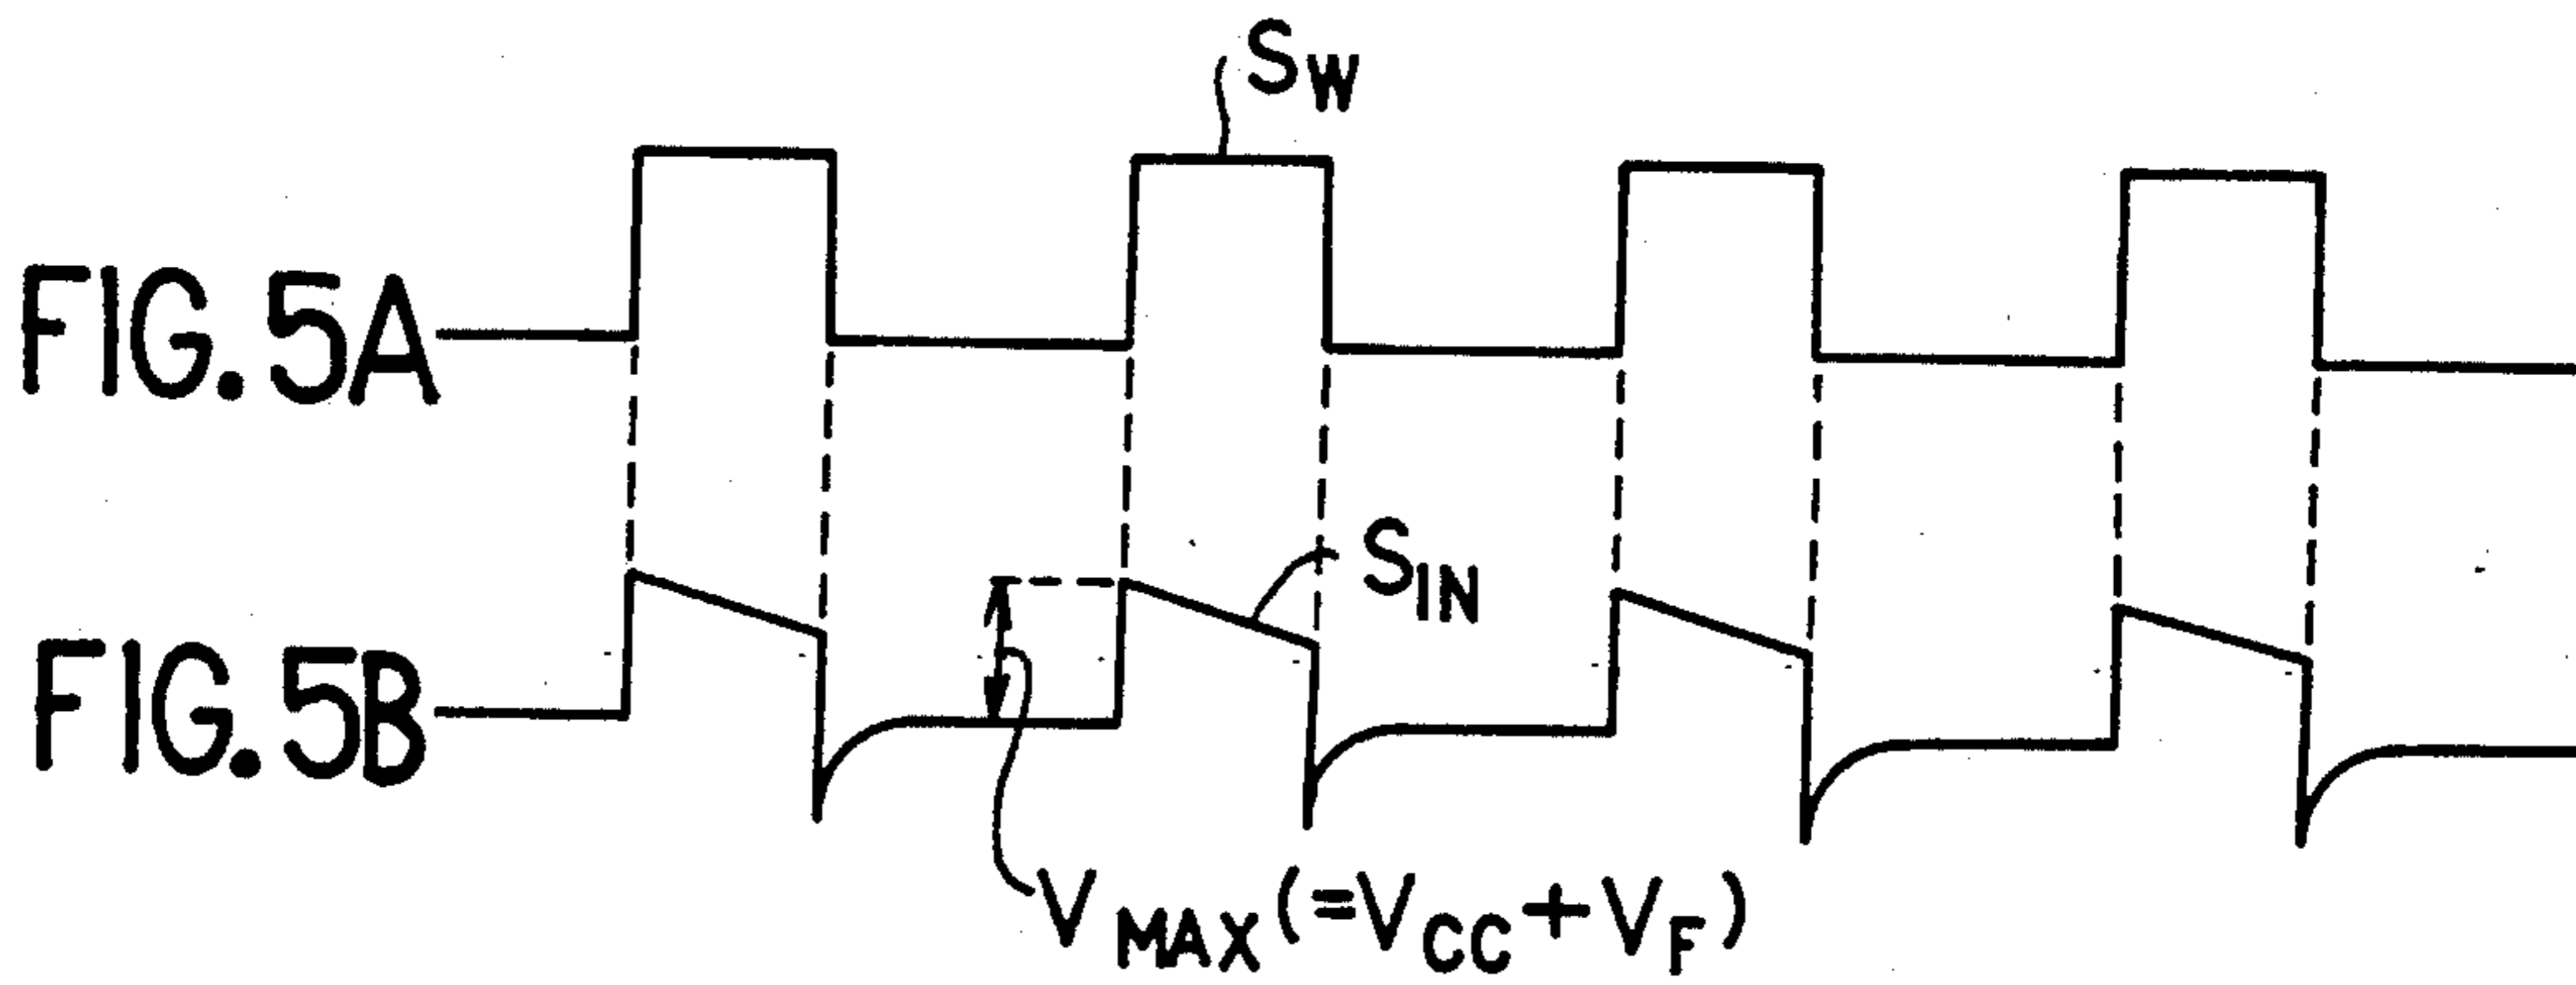 SW
FIG. 5A
SIN
FIG. 5B
VMAX (=VCC+VF)